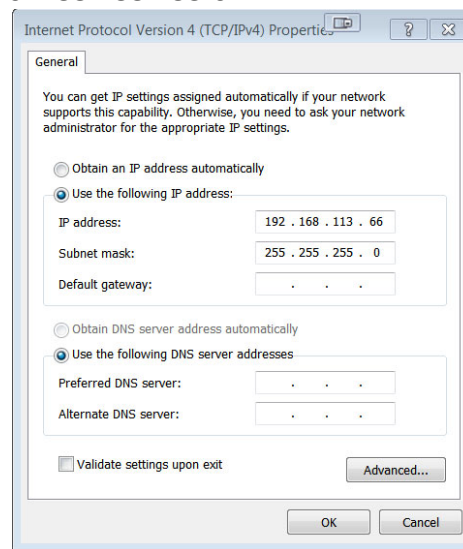 Internet Protocol Version 4 (TCP/IPv4)
General
You can get IP settings assigned automatically if your network
supports this capability. Otherwise, you need to ask your network
administrator for the appropriate IP settings.
Obtain an IP address automatically
Use the following IP address:
IP address: 192 . 168 . 113 . 66
Subnet mask: 255 . 255 . 255 . 0
Default gateway: . . .
Obtain DNS server address automatically
Use the following DNS server addresses
Preferred DNS server: . . .
Alternate DNS server: . . .
Validate settings upon exit
Advanced...
OK Cancel